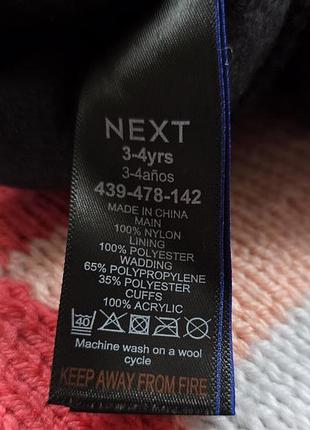 NEXT
3-4yrs
3-4años
439-478-142
MADE IN CHINA
MAIN
100% NYLON
LINING
100% POLYESTER
WADDING
65% POLYPROPYLENE
35% POLYESTER
CUFFS
100% ACRYLIC
40
Machine wash on a wool
cycle
KEEP AWAY FROM FIRE